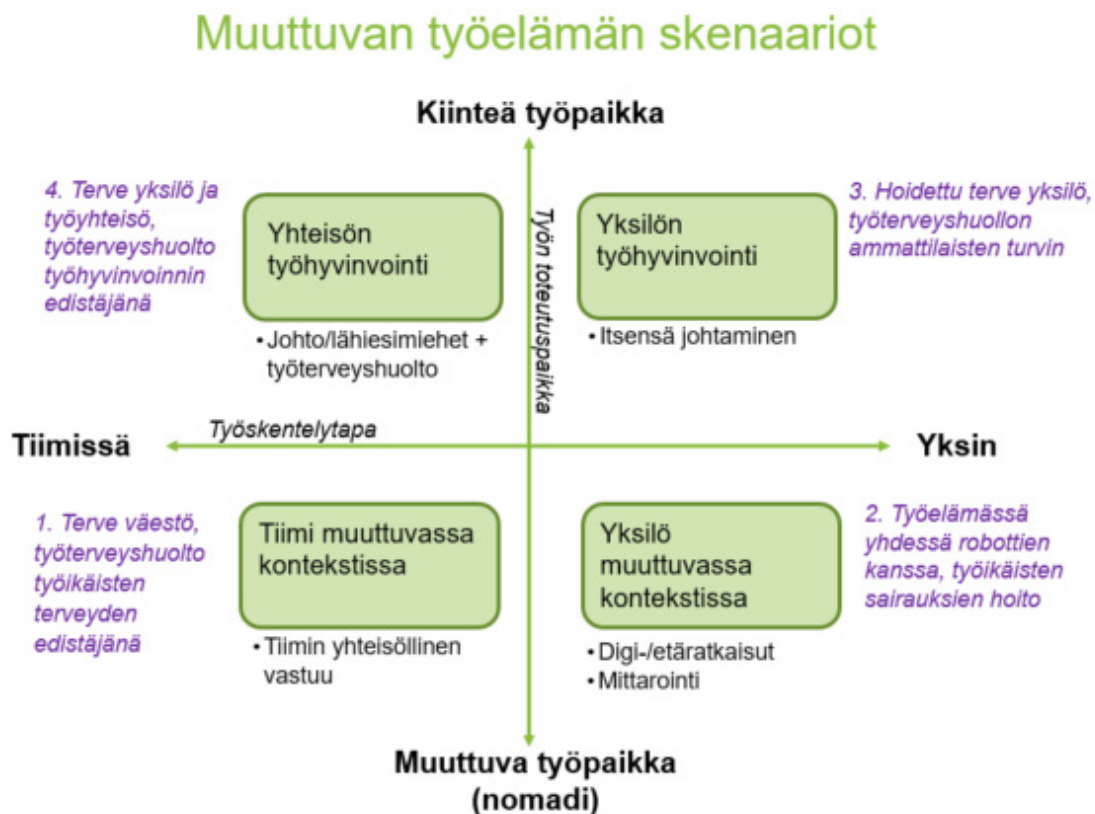 Muuttuvan työelämän skenaariot
Kiinteä työpaikka
4. Terve yksilö ja
työyhteisö,
työterveyshuolto
työhyvinvoinnin
edistäjänä
Yhteisön
työhyvinvointi
• Johto/lähiesimiehet +
työterveyshuolto
Työn toteutuspaikka
Yksilön
työhyvinvointi
• Itsensä johtaminen
3. Hoidettu terve yksilö,
työterveyshuollon
ammattilaisten turvin
Tiimissä
Työskentelytapa
Yksin
1. Terve väestö,
työterveyshuolto
työikäisten
terveyden
edistäjänä
Tiimi muuttuvassa
kontekstissa
• Tiimin yhteisöllinen
vastuu
Yksilö
muuttuvassa
kontekstissa
• Digi-/etäratkaisut
• Mittarointi
2. Työelämässä
yhdessä robottien
kanssa, työikäisten
sairauksien hoito
Muuttuva työpaikka
(nomadi)